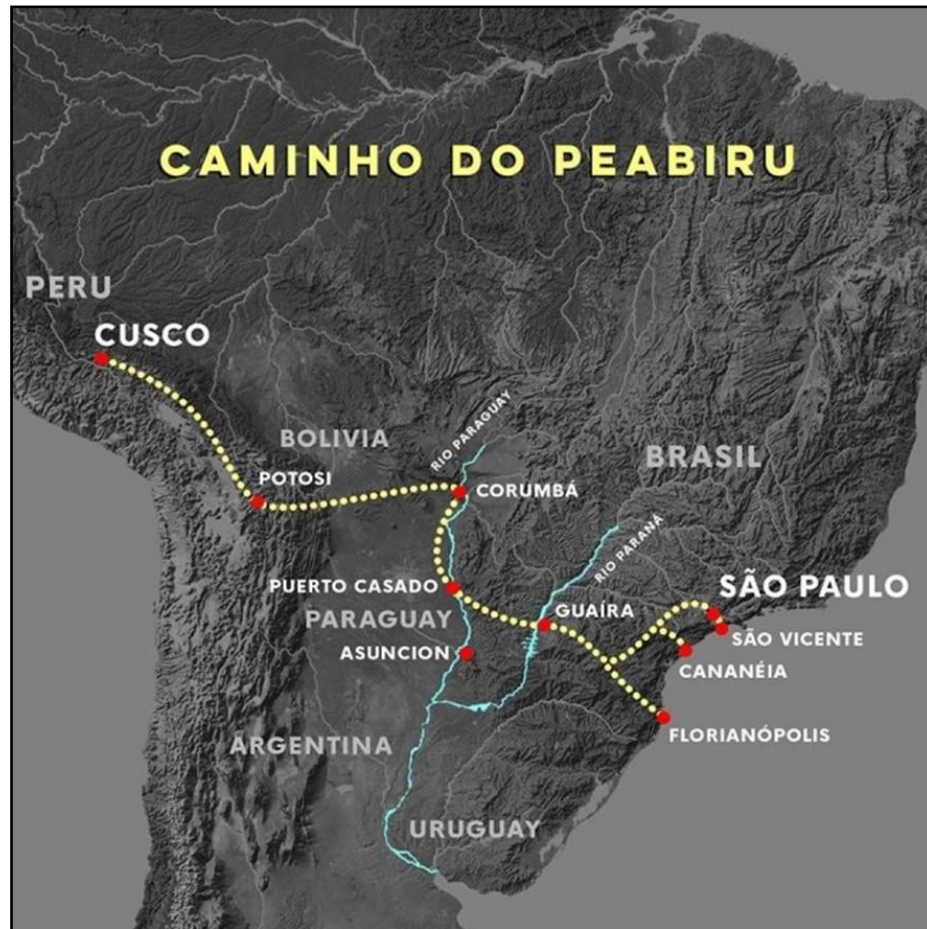 CAMINHO DO PEABIRU
PERU
CUSCO
BOLIVIA
RIO PARAGUAY
POTOSI
CORUMBÁ
BRASIL
RIO PARANÁ
PUERTO CASADO
SÃO PAULO
PARAGUAY
GUAÍRA
SÃO VICENTE
ASUNCION
CANANÉIA
FLORIANÓPOLIS
ARGENTINA
URUGUAY